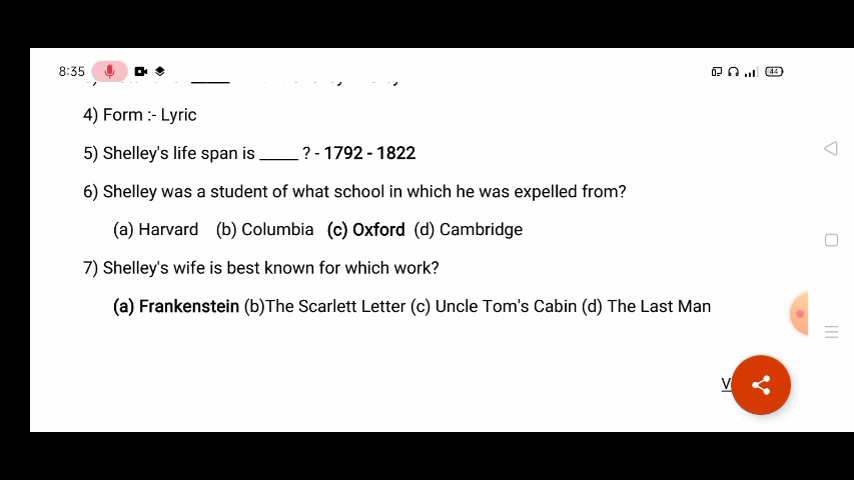 8:35 44
4) Form :- Lyric
5) Shelley's life span is _____ ? - 1792 - 1822
6) Shelley was a student of what school in which he was expelled from?
(a) Harvard (b) Columbia (c) Oxford (d) Cambridge
7) Shelley's wife is best known for which work?
(a) Frankenstein (b)The Scarlett Letter (c) Uncle Tom's Cabin (d) The Last Man